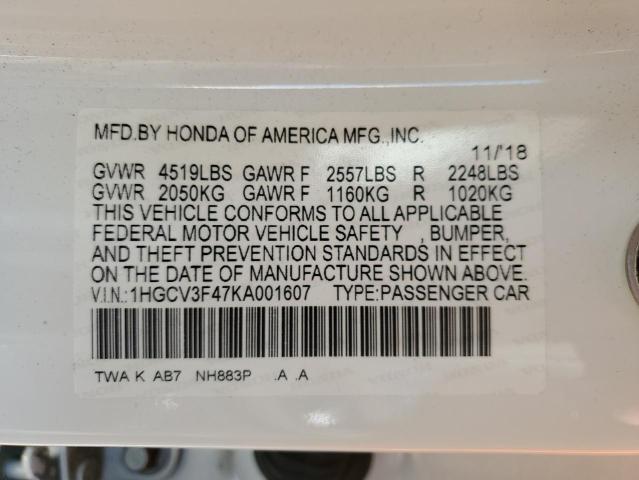 MFD.BY HONDA OF AMERICA MFG.,INC.
11/'18
GVWR 4519LBS GAWR F 2557LBS R 2248LBS
GVWR 2050KG GAWR F 1160KG R 1020KG
THIS VEHICLE CONFORMS TO ALL APPLICABLE
FEDERAL MOTOR VEHICLE SAFETY , BUMPER,
AND THEFT PREVENTION STANDARDS IN EFFECT
ON THE DATE OF MANUFACTURE SHOWN ABOVE.
V.I.N.:1HGCV3F47KA001607 TYPE:PASSENGER CAR
TWA K AB7 NH883P .A .A